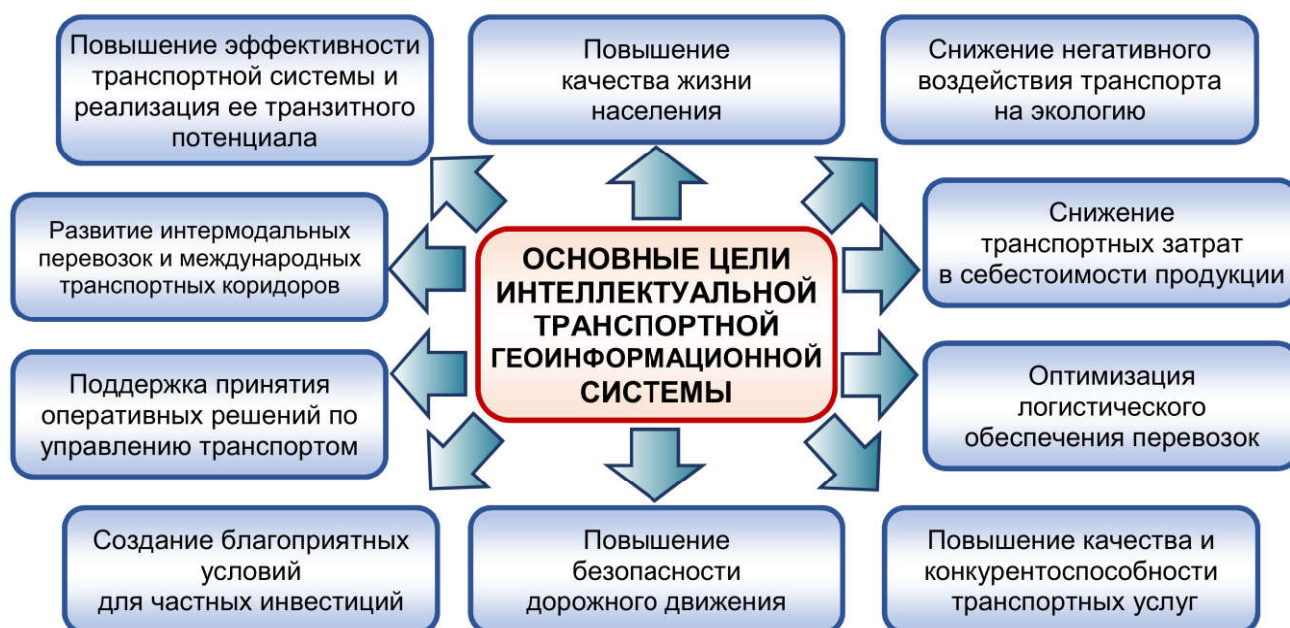 Повышение эффективности
транспортной системы и
реализация ее транзитного
потенциала
Повышение
качества жизни
населения
Снижение негативного
воздействия транспорта
на экологию
Развитие интермодальных
перевозок и международных
транспортных коридоров
ОСНОВНЫЕ ЦЕЛИ
ИНТЕЛЛЕКТУАЛЬНОЙ
ТРАНСПОРТНОЙ
ГЕОИНФОРМАЦИОННОЙ
СИСТЕМЫ
Снижение
транспортных затрат
в себестоимости продукции
Поддержка принятия
оперативных решений по
управлению транспортом
Оптимизация
логистического
обеспечения перевозок
Создание благоприятных
условий
для частных инвестиций
Повышение
безопасности
дорожного движения
Повышение качества и
конкурентоспособности
транспортных услуг